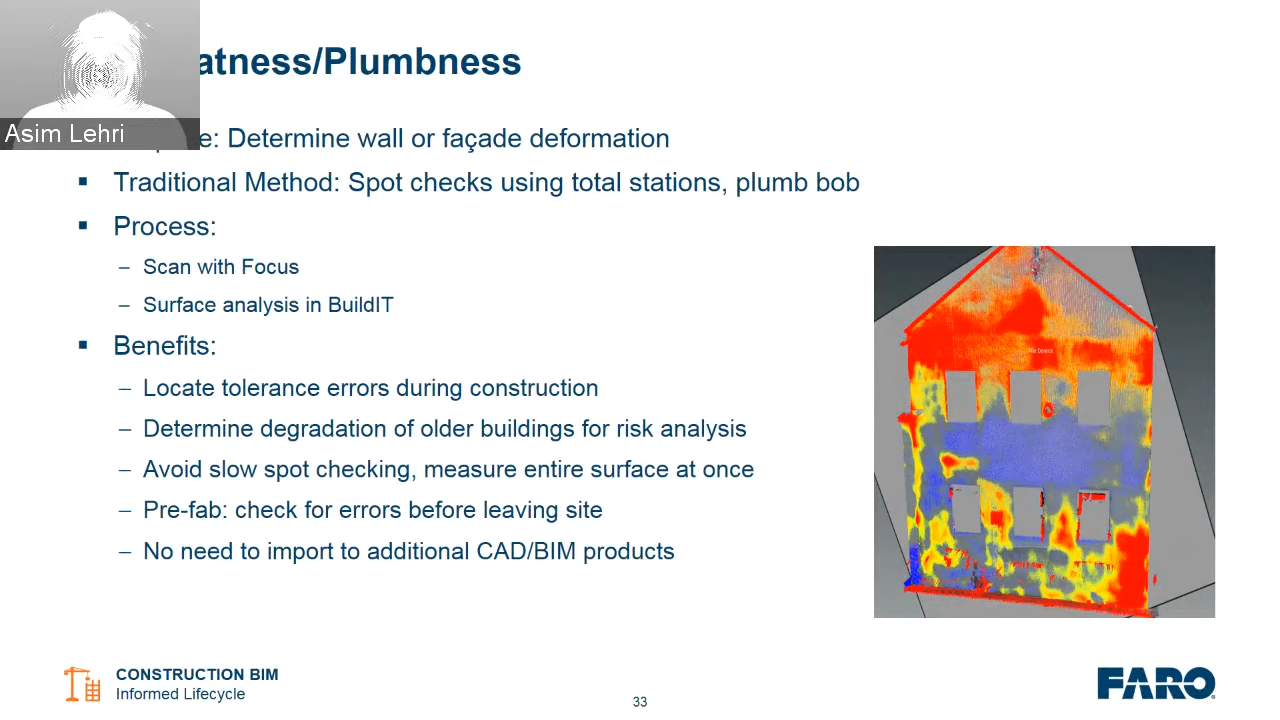 atness/Plumbness
Asim Lehri
e: Determine wall or façade deformation
▪ Traditional Method: Spot checks using total stations, plumb bob
▪ Process:
– Scan with Focus
– Surface analysis in BuildIT
▪ Benefits:
– Locate tolerance errors during construction
– Determine degradation of older buildings for risk analysis
– Avoid slow spot checking, measure entire surface at once
– Pre-fab: check for errors before leaving site
– No need to import to additional CAD/BIM products
CONSTRUCTION BIM
Informed Lifecycle
33
FARO